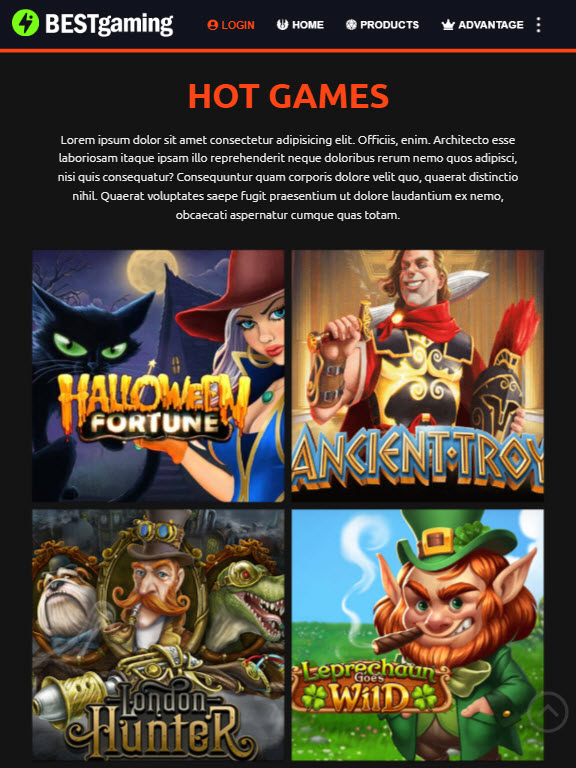 BESTgaming
LOGIN
HOME
PRODUCTS
ADVANTAGE
HOT GAMES
Lorem ipsum dolor sit amet consectetur adipisicing elit. Officiis, enim. Architecto esse
laboriosam itaque ipsam illo reprehenderit neque doloribus rerum nemo quos adipisci,
nisi quis consequatur? Consequuntur quam corporis dolore velit quo, quaerat distinctio
nihil. Quaerat voluptates saepe fugit praesentium ut dolore laudantium ex nemo,
obcaecati aspernatur cumque quas totam.
HALLOWEEN
FORTUNE
ANCIENT·TROY
London
Hunter
Leprechaun
Goes
Wild